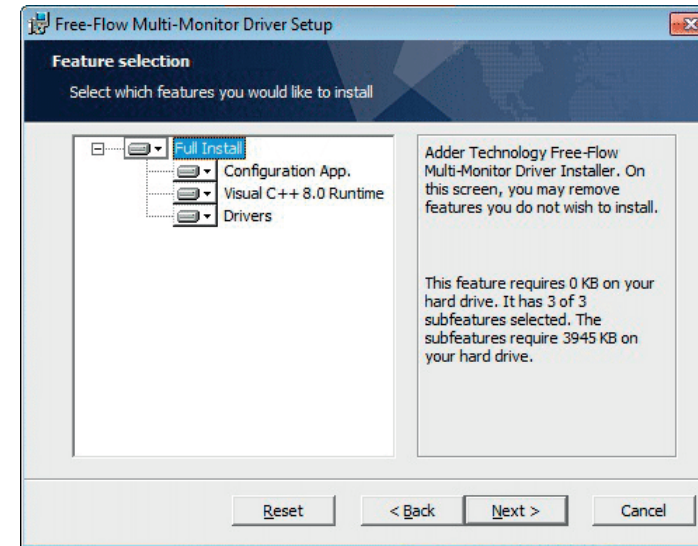 Free-Flow Multi-Monitor Driver Setup
Feature selection
Select which features you would like to install
Full Install
Configuration App.
Visual C++ 8.0 Runtime
Drivers
Adder Technology Free-Flow
Multi-Monitor Driver Installer. On
this screen, you may remove
features you do not wish to install.
This feature requires 0 KB on your
hard drive. It has 3 of 3
subfeatures selected. The
subfeatures require 3945 KB on
your hard drive.
Reset
< Back
Next >
Cancel